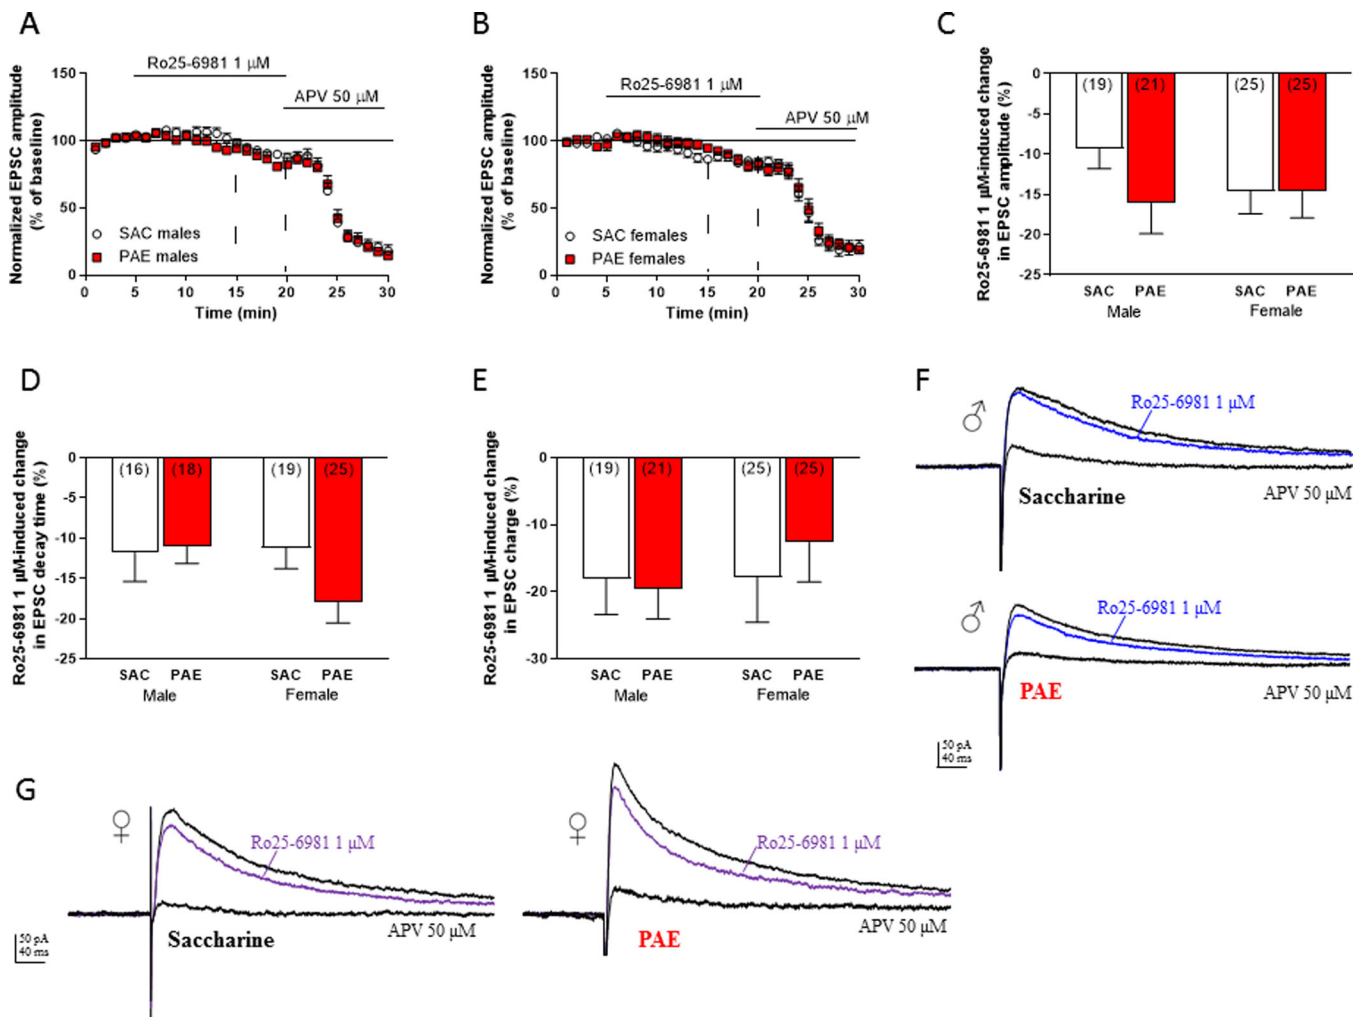 A
Normalized EPSC amplitude
(% of baseline)
150
100
50
0
Ro25-6981 1 µM
APV 50 µM
SAC males
PAE males
0 5 10 15 20 25 30
Time (min)
B
Normalized EPSC amplitude
(% of baseline)
150
100
50
0
Ro25-6981 1 µM
APV 50 µM
SAC females
PAE females
0 5 10 15 20 25 30
Time (min)
C
Ro25-6981 1 µM-induced change
in EPSC amplitude (%)
0
-5
-10
-15
-20
-25
(19) (21) (25) (25)
SAC PAE SAC PAE
Male Female
D
Ro25-6981 1 µM-induced change
in EPSC decay time (%)
0
-5
-10
-15
-20
-25
(16) (18) (19) (25)
SAC PAE SAC PAE
Male Female
E
Ro25-6981 1 µM-induced change
in EPSC charge (%)
0
-10
-20
-30
(19) (21) (25) (25)
SAC PAE SAC PAE
Male Female
F
♂
Ro25-6981 1 µM
Saccharine
APV 50 µM
♂
Ro25-6981 1 µM
PAE
APV 50 µM
50 pA
40 ms
G
♀
Ro25-6981 1 µM
Saccharine
APV 50 µM
50 pA
40 ms
♀
Ro25-6981 1 µM
PAE
APV 50 µM